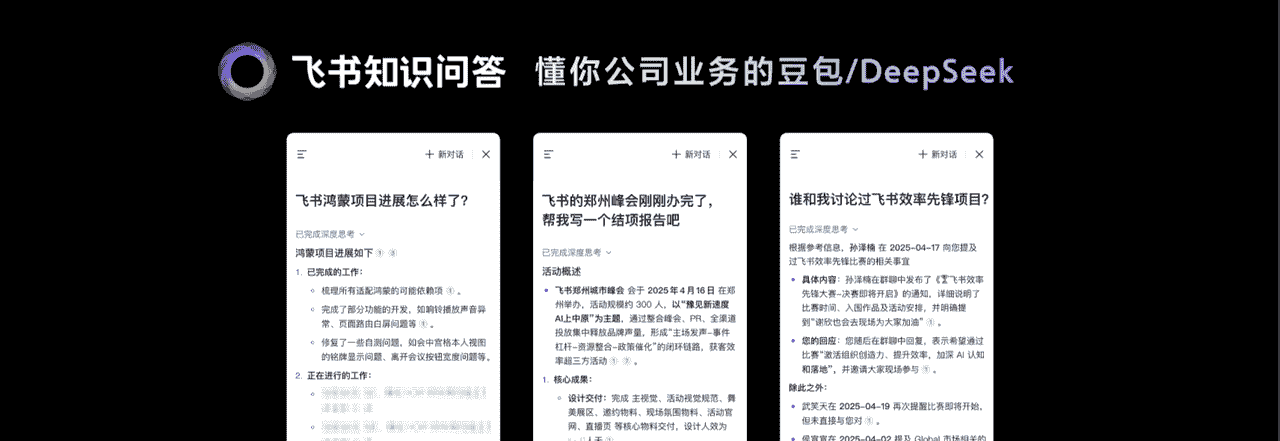 飞书知识问答 懂你公司业务的豆包/DeepSeek
新对话
飞书鸿蒙项目进展怎么样了?
已完成深度思考
鸿蒙项目进展如下 ① ③
1. 已完成的工作:
梳理所有适配鸿蒙的可能依赖项 ①。
完成了部分功能的开发,如响铃播放声音异
常、页面路由白屏问题等 ①。
修复了一些自测问题,如会中宫格本人视图
的铭牌显示问题、离开会议按钮宽度问题等。
2. 正在进行的工作:
新对话
飞书的郑州峰会刚刚办完了,
帮我写一个结项报告吧
已完成深度思考
活动概述
飞书郑州城市峰会 会于 2025 年 4 月 16 日 在郑
州举办,活动规模约 300 人,以“豫见新速度
AI上中原”为主题,通过整合峰会、PR、全渠道
投放集中释放品牌声量,形成“主场发声-事件
杠杆-资源整合-政策催化”的闭环链路,获客效
率超三方活动 ① ②。
1. 核心成果:
设计交付:完成 主视觉、活动视觉规范、舞
美展区、邀约物料、现场氛围物料、活动官
网、直播页 等核心物料交付,设计人效为
新对话
谁和我讨论过飞书效率先锋项目?
已完成深度思考
根据参考信息,孙泽楠 在 2025-04-17 向您提及
过飞书效率先锋比赛的相关事宜
具体内容:孙泽楠在群聊中发布了《🏆飞书效率
先锋大赛-决赛即将开启》的通知,详细说明了
比赛时间、入围作品及活动安排,并明确提
到“谢欣也会去现场为大家加油” ①。
您的回应:您随后在群聊中回复,表示希望通过
比赛“激活组织创造力、提升效率,加深 AI 认知
和落地”,并邀请大家现场参与 ①。
除此之外:
武笑天在 2025-04-19 再次提醒比赛即将开始,
但未直接与您对 ①。
在 2025-04-02 提及 Global 市场相关的